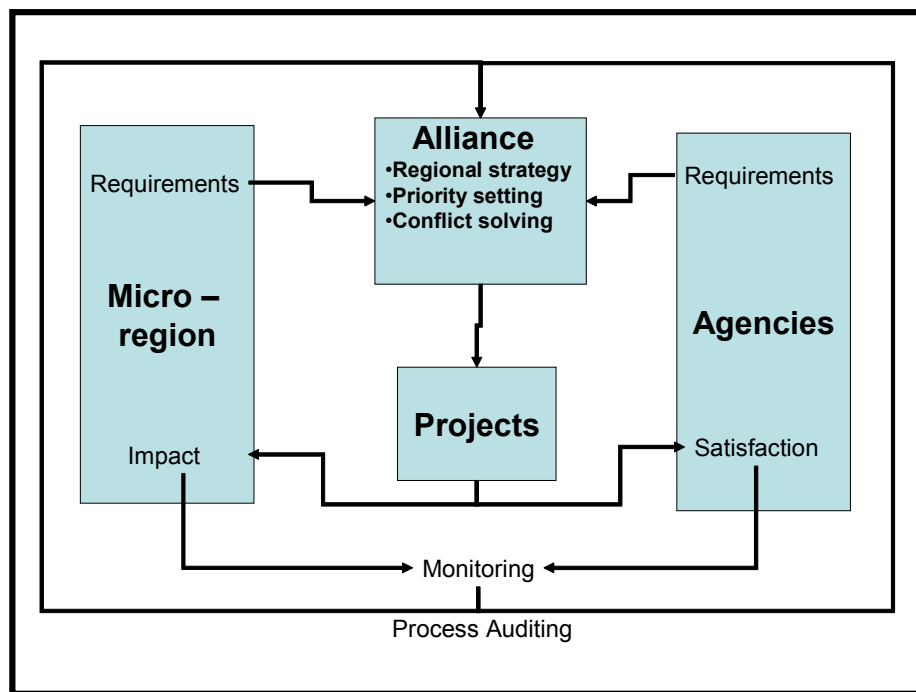 Alliance
•Regional strategy
•Priority setting
•Conflict solving
Requirements
Micro –
region
Impact
Requirements
Agencies
Satisfaction
Projects
Monitoring
Process Auditing